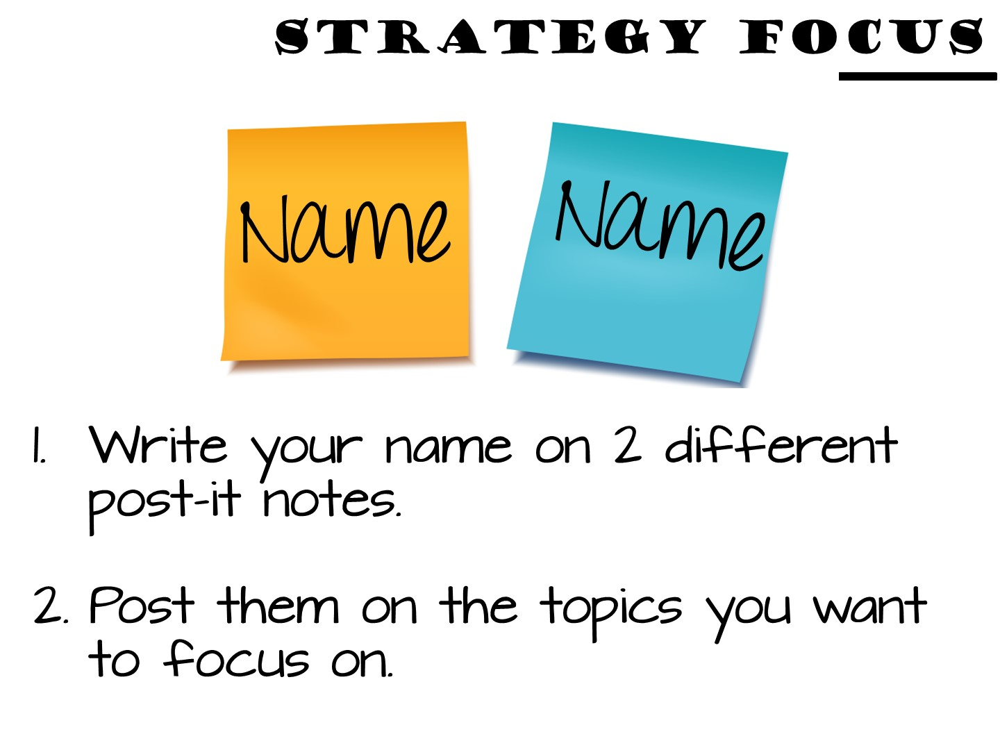 STRATEGY FOCUS
Name
Name
1. Write your name on 2 different
post-it notes.
2. Post them on the topics you want
to focus on.